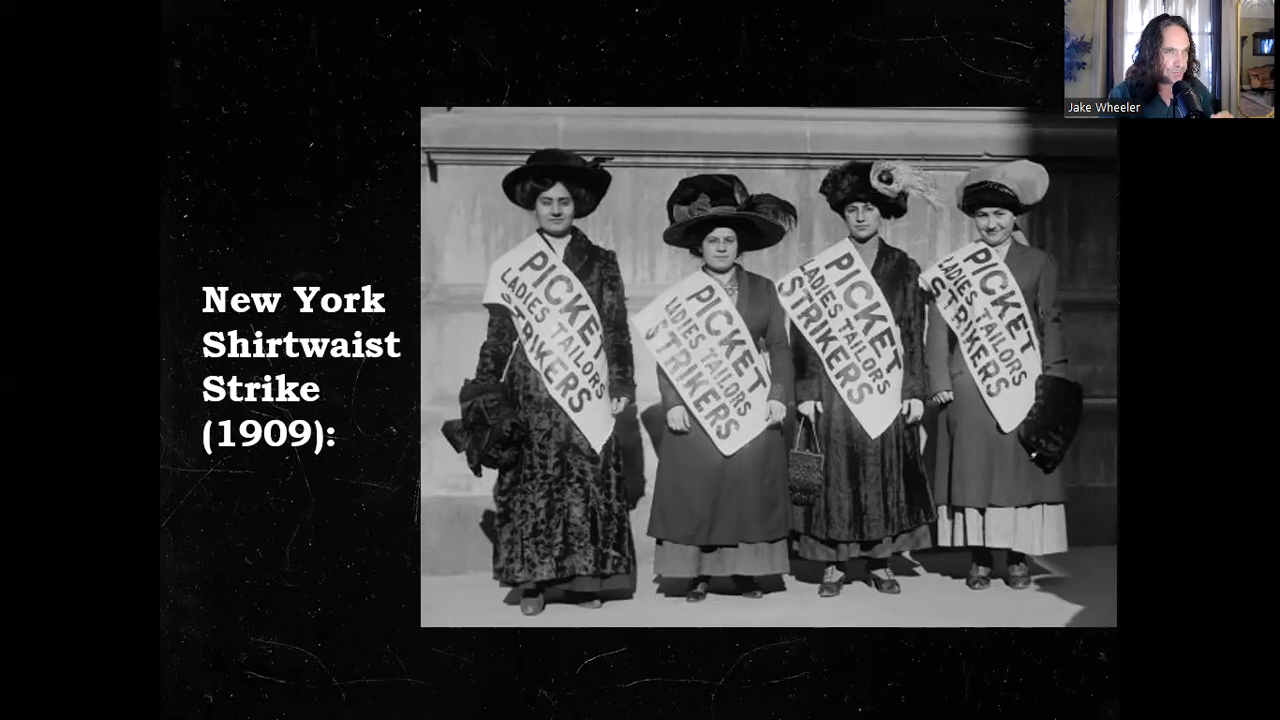 Jake Wheeler
New York
Shirtwaist
Strike
(1909):
PICKET
LADIES TAILORS
STRIKERS
PICKET
LADIES TAILORS
STRIKERS
PICKET
LADIES TAILORS
STRIKERS
PICKET
LADIES TAILORS
STRIKERS